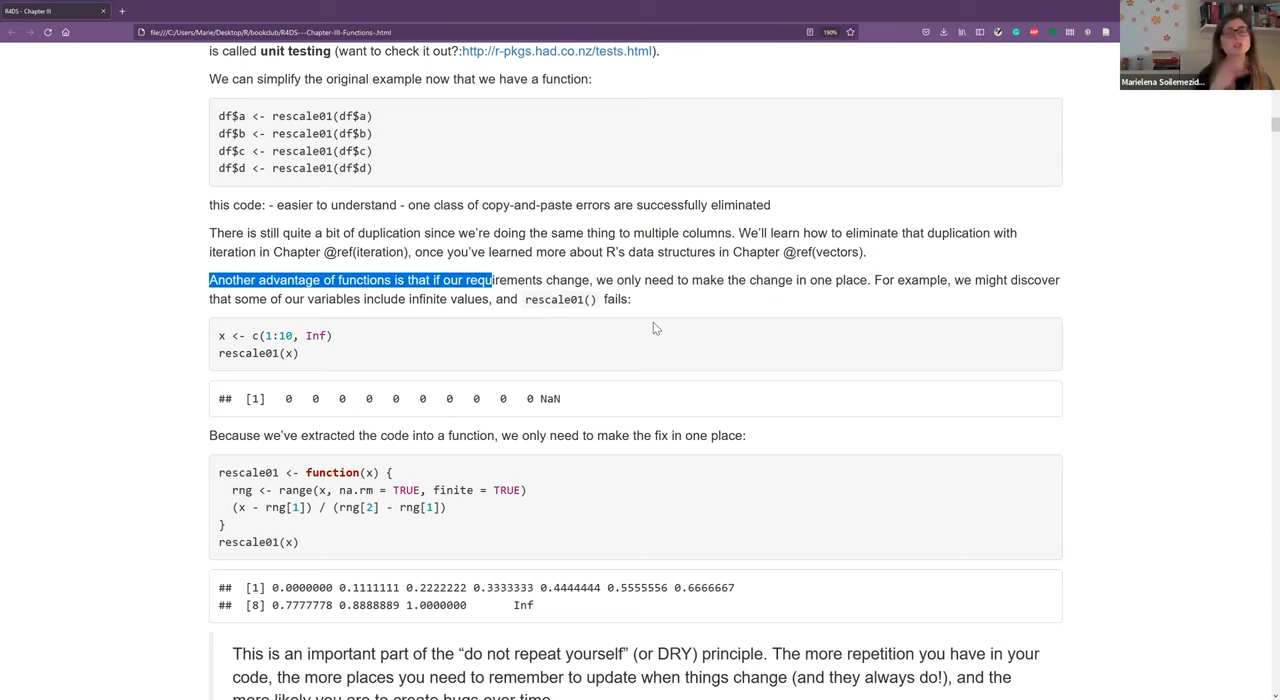 R4DS - Chapter III
file:///C:/Users/Marie/Desktop/R/bookclub/R4DS---Chapter-III-Functions-.html
190%
Marielena Soilemezid...
is called unit testing (want to check it out?:http://r-pkgs.had.co.nz/tests.html).
We can simplify the original example now that we have a function:
df$a <- rescale01(df$a)
df$b <- rescale01(df$b)
df$c <- rescale01(df$c)
df$d <- rescale01(df$d)
this code: - easier to understand - one class of copy-and-paste errors are successfully eliminated
There is still quite a bit of duplication since we're doing the same thing to multiple columns. We'll learn how to eliminate that duplication with
iteration in Chapter @ref(iteration), once you've learned more about R's data structures in Chapter @ref(vectors).
Another advantage of functions is that if our requirements change, we only need to make the change in one place. For example, we might discover
that some of our variables include infinite values, and rescale01() fails:
x <- c(1:10, Inf)
rescale01(x)
## [1] 0 0 0 0 0 0 0 0 0 0 NaN
Because we've extracted the code into a function, we only need to make the fix in one place:
rescale01 <- function(x) {
rng <- range(x, na.rm = TRUE, finite = TRUE)
(x - rng[1]) / (rng[2] - rng[1])
}
rescale01(x)
## [1] 0.0000000 0.1111111 0.2222222 0.3333333 0.4444444 0.5555556 0.6666667
## [8] 0.7777778 0.8888889 1.0000000 Inf
This is an important part of the "do not repeat yourself" (or DRY) principle. The more repetition you have in your
code, the more places you need to remember to update when things change (and they always do!), and the
more likely you are to create bugs over time.